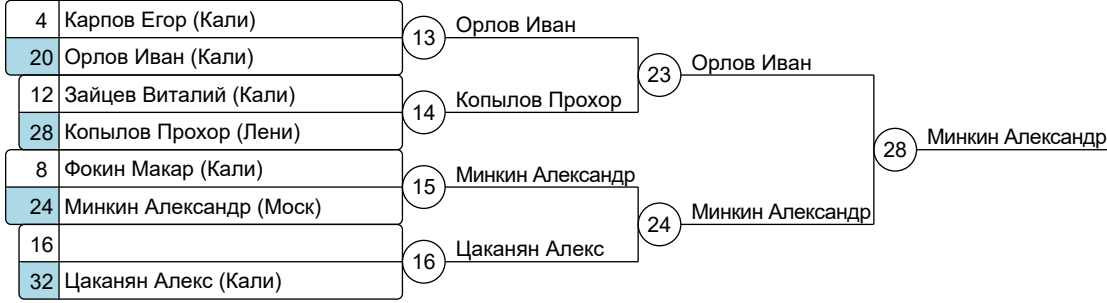 4 Карпов Егор (Кали)
20 Орлов Иван (Кали)
12 Зайцев Виталий (Кали)
28 Копылов Прохор (Лени)
8 Фокин Макар (Кали)
24 Минкин Александр (Моск)
16
32 Цаканян Алекс (Кали)
13 Орлов Иван
14 Копылов Прохор
15 Минкин Александр
16 Цаканян Алекс
23 Орлов Иван
24 Минкин Александр
28 Минкин Александр